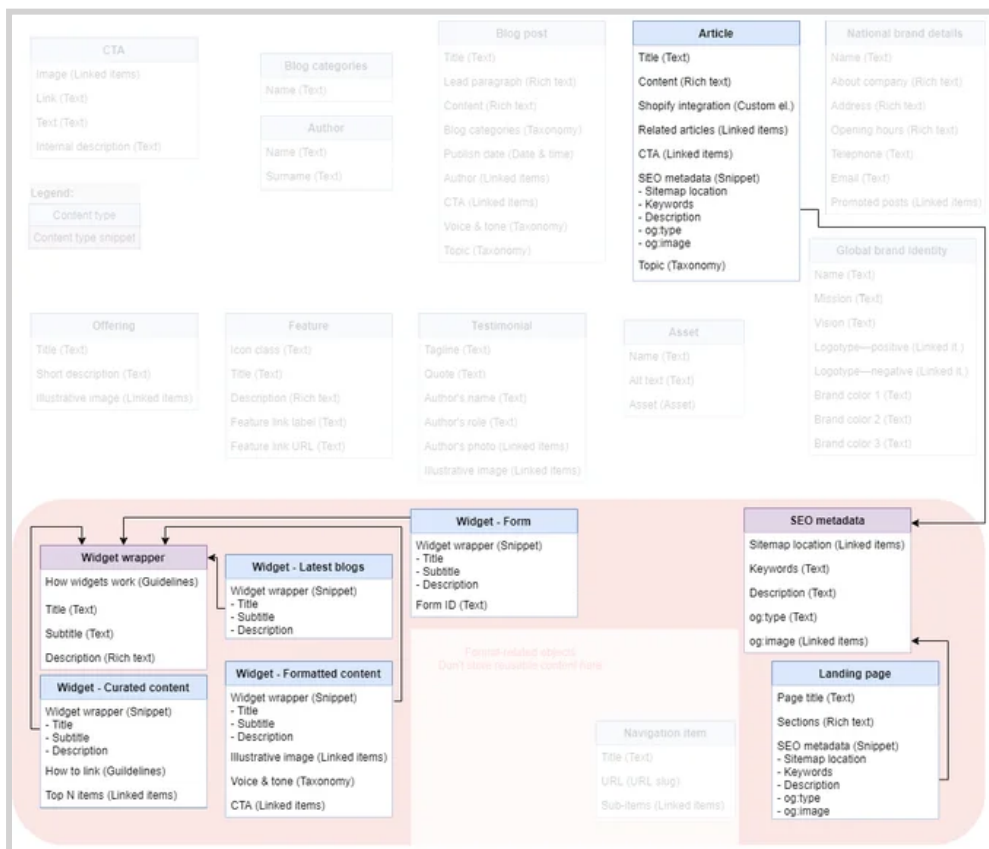 CTA
Image (Linked items)
Link (Text)
Text (Text)
Internal description (Text)
Legend:
Content type
Content type snippet
Blog categories
Name (Text)
Author
Name (Text)
Surname (Text)
Blog post
Title (Text)
Lead paragraph (Rich text)
Content (Rich text)
Blog categories (Taxonomy)
Publish date (Date & time)
Author (Linked items)
CTA (Linked items)
Voice & tone (Taxonomy)
Topic (Taxonomy)
Article
Title (Text)
Content (Rich text)
Shopify integration (Custom el.)
Related articles (Linked items)
CTA (Linked items)
SEO metadata (Snippet)
- Sitemap location
- Keywords
- Description
- og:type
- og:image
Topic (Taxonomy)
National brand details
Name (Text)
About company (Rich text)
Address (Rich text)
Opening hours (Rich text)
Telephone (Text)
Email (Text)
Promoted posts (Linked items)
Global brand identity
Name (Text)
Mission (Text)
Vision (Text)
Logotype—positive (Linked it.)
Logotype—negative (Linked it.)
Brand color 1 (Text)
Brand color 2 (Text)
Brand color 3 (Text)
Offering
Title (Text)
Short description (Text)
Illustrative image (Linked items)
Feature
Icon class (Text)
Title (Text)
Description (Rich text)
Feature link label (Text)
Feature link URL (Text)
Testimonial
Tagline (Text)
Quote (Text)
Author's name (Text)
Author's role (Text)
Author's photo (Linked items)
Illustrative image (Linked items)
Asset
Name (Text)
Alt text (Text)
Asset (Asset)
Widget wrapper
How widgets work (Guidelines)
Title (Text)
Subtitle (Text)
Description (Rich text)
Widget - Latest blogs
Widget wrapper (Snippet)
- Title
- Subtitle
- Description
Widget - Form
Widget wrapper (Snippet)
- Title
- Subtitle
- Description
Form ID (Text)
SEO metadata
Sitemap location (Linked items)
Keywords (Text)
Description (Text)
og:type (Text)
og:image (Linked items)
Widget - Curated content
Widget wrapper (Snippet)
- Title
- Subtitle
- Description
How to link (Guildelines)
Top N items (Linked items)
Widget - Formatted content
Widget wrapper (Snippet)
- Title
- Subtitle
- Description
Illustrative image (Linked items)
Voice & tone (Taxonomy)
CTA (Linked items)
Format-related objects.
Don't store reusable content here.
Navigation item
Title (Text)
URL (URL slug)
Sub-items (Linked items)
Landing page
Page title (Text)
Sections (Rich text)
SEO metadata (Snippet)
- Sitemap location
- Keywords
- Description
- og:type
- og:image